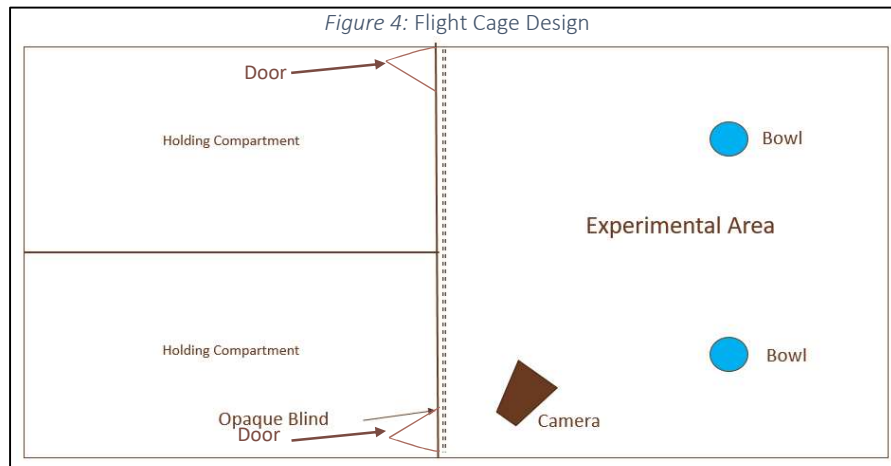 Figure 4: Flight Cage Design
Door
Holding Compartment
Bowl
Experimental Area
Holding Compartment
Bowl
Opaque Blind
Door
Camera